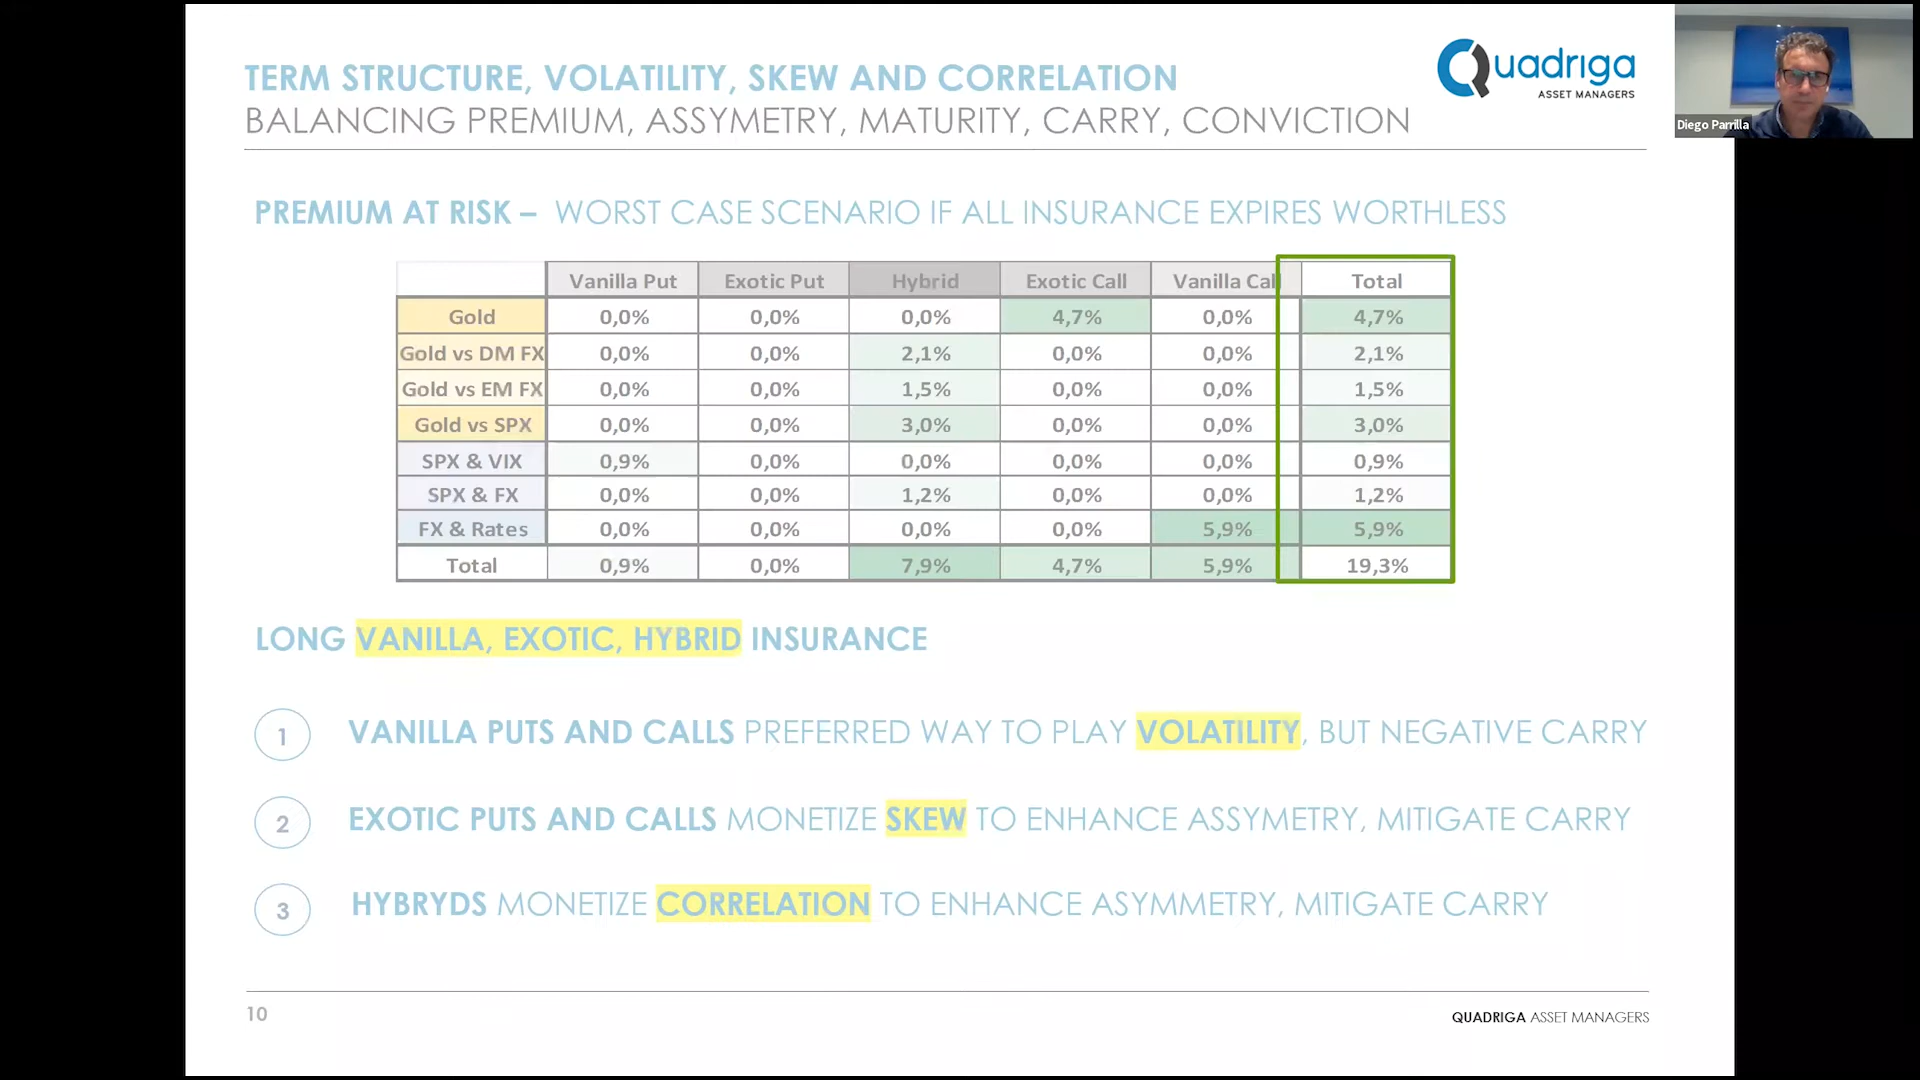 TERM STRUCTURE, VOLATILITY, SKEW AND CORRELATION
BALANCING PREMIUM, ASSYMETRY, MATURITY, CARRY, CONVICTION
Quadriga
ASSET MANAGERS
Diego Parrilla
PREMIUM AT RISK – WORST CASE SCENARIO IF ALL INSURANCE EXPIRES WORTHLESS
Vanilla Put Exotic Put Hybrid Exotic Call Vanilla Call Total
Gold 0,0% 0,0% 0,0% 4,7% 0,0% 4,7%
Gold vs DM FX 0,0% 0,0% 2,1% 0,0% 0,0% 2,1%
Gold vs EM FX 0,0% 0,0% 1,5% 0,0% 0,0% 1,5%
Gold vs SPX 0,0% 0,0% 3,0% 0,0% 0,0% 3,0%
SPX & VIX 0,9% 0,0% 0,0% 0,0% 0,0% 0,9%
SPX & FX 0,0% 0,0% 1,2% 0,0% 0,0% 1,2%
FX & Rates 0,0% 0,0% 0,0% 0,0% 5,9% 5,9%
Total 0,9% 0,0% 7,9% 4,7% 5,9% 19,3%
LONG VANILLA, EXOTIC, HYBRID INSURANCE
1 VANILLA PUTS AND CALLS PREFERRED WAY TO PLAY VOLATILITY, BUT NEGATIVE CARRY
2 EXOTIC PUTS AND CALLS MONETIZE SKEW TO ENHANCE ASSYMETRY, MITIGATE CARRY
3 HYBRYDS MONETIZE CORRELATION TO ENHANCE ASYMMETRY, MITIGATE CARRY
10
QUADRIGA ASSET MANAGERS